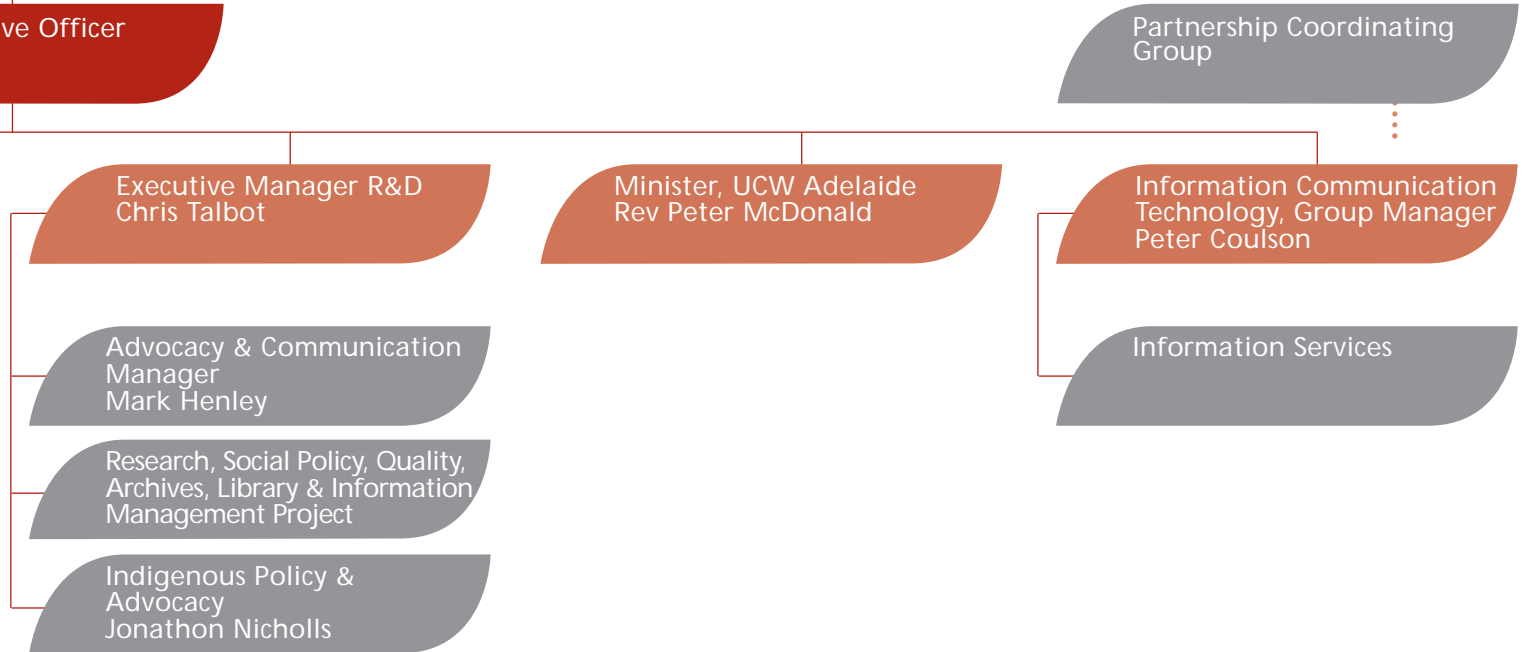 ve Officer
Partnership Coordinating
Group
Executive Manager R&D
Chris Talbot
Minister, UCW Adelaide
Rev Peter McDonald
Information Communication
Technology, Group Manager
Peter Coulson
Advocacy & Communication
Manager
Mark Henley
Information Services
Research, Social Policy, Quality,
Archives, Library & Information
Management Project
Indigenous Policy &
Advocacy
Jonathon Nicholls